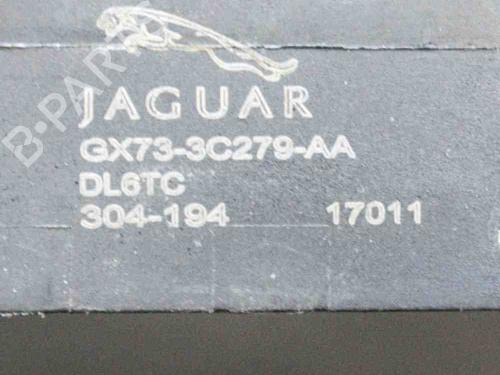 JAGUAR
GX73-3C279-AA
DL6TC
304-194 17011
B-PARTS